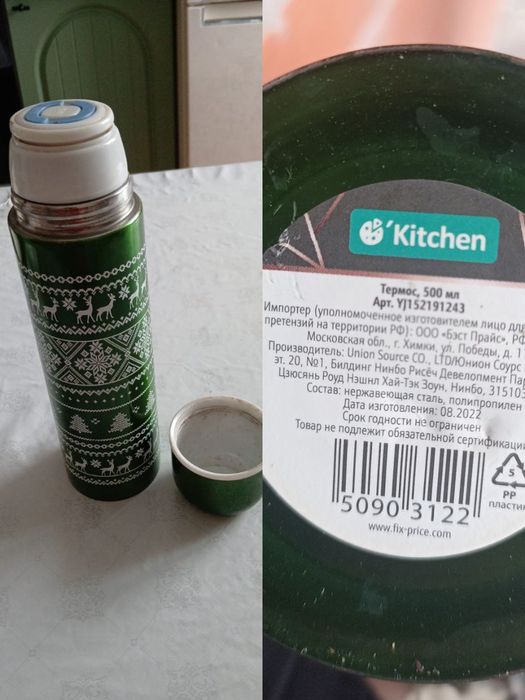 'Kitchen
Термос, 500 мл
Арт. YJ152191243
Импортер (уполномоченное изготовителем лицо для
претензий на территории РФ): ООО «Бэст Прайс», РФ
Московская обл., г. Химки, ул. Победы, д. 1
Производитель: Union Source CO., LTD/Юнион Соурс
эт. 20, №1, Билдинг Нинбо Рисёч Девелопмент Па
Цзюсянь Роуд Нэшнл Хай-Тэк Зоун, Нинбо, 315103
Состав: нержавеющая сталь, полипропилен
Дата изготовления: 08.2022
Срок годности не ограничен
Товар не подлежит обязательной сертификаци
5090 3122
5
PP
пластик
www.fix-price.com